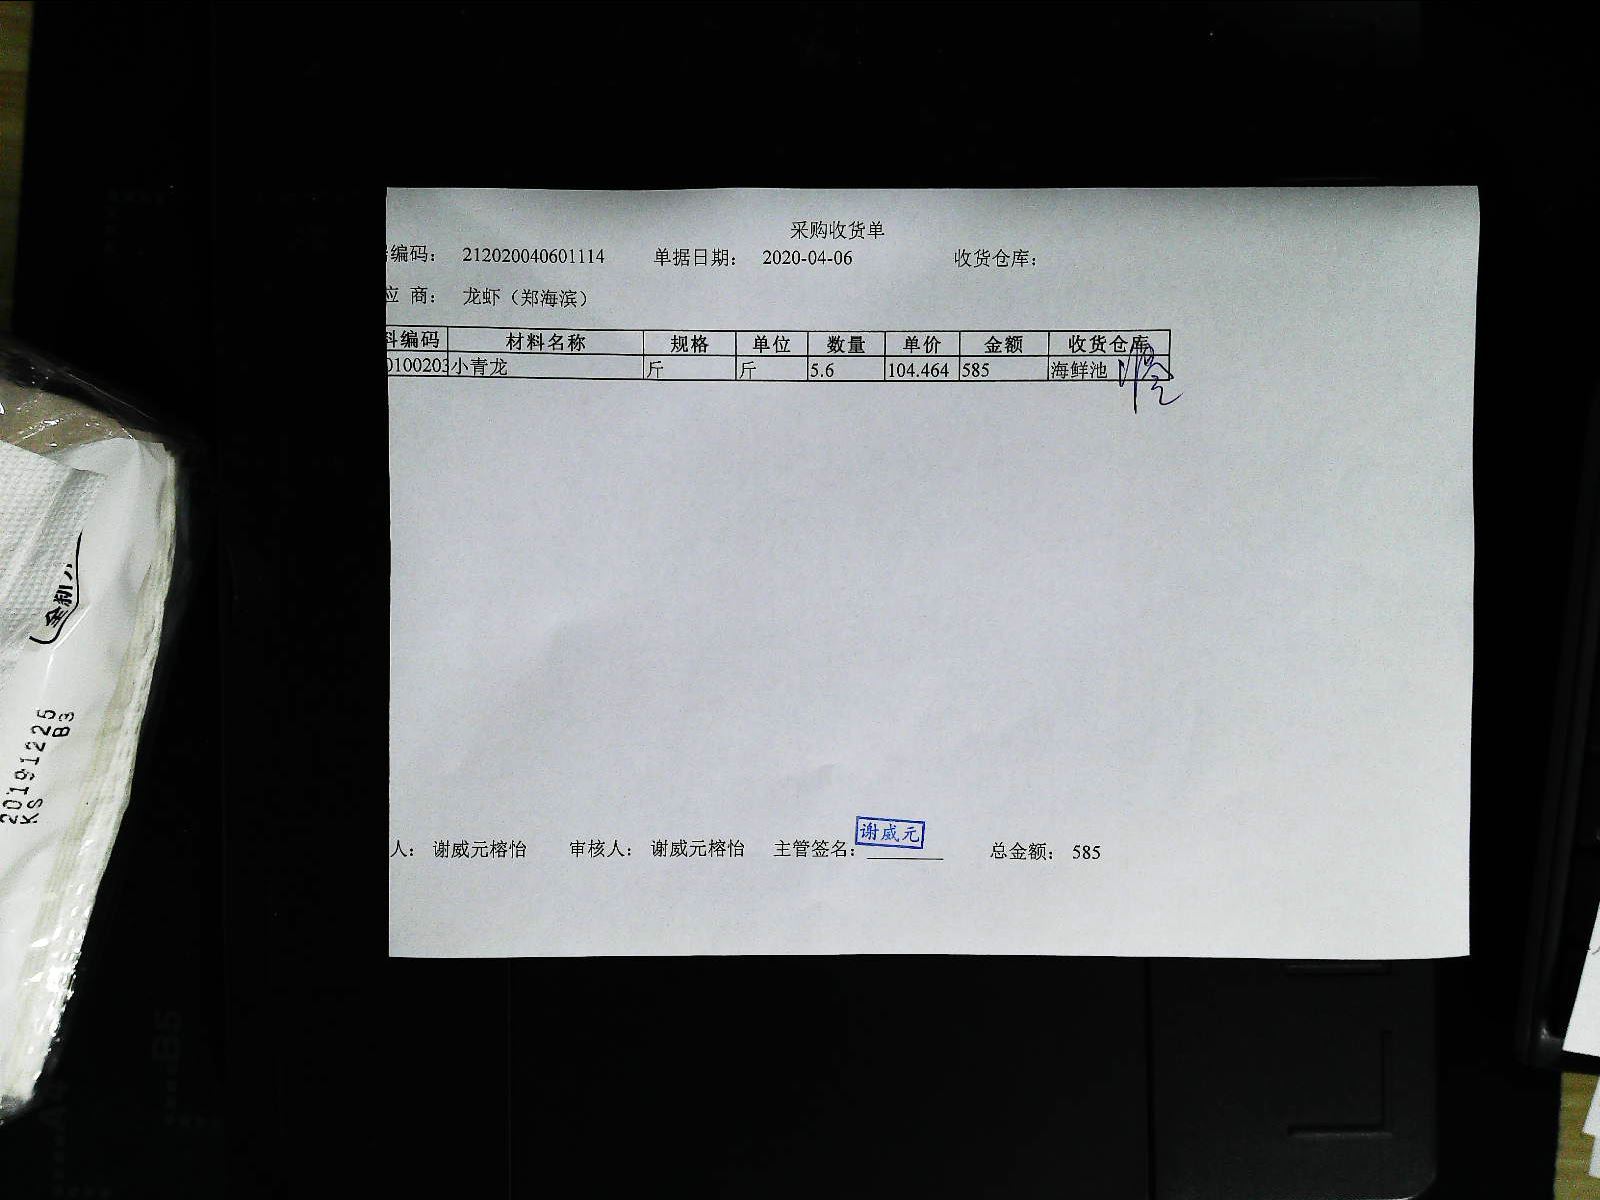 采购收货单
编码： 212020040601114 单据日期： 2020-04-06 收货仓库：
应 商： 龙虾（郑海滨）
料编码 材料名称 规格 单位 数量 单价 金额 收货仓库
0100203 小青龙 斤 斤 5.6 104.464 585 海鲜池
谢威元
人： 谢威元榕怡 审核人： 谢威元榕怡 主管签名： 总金额： 585
全新
20191225
KS B3
B5